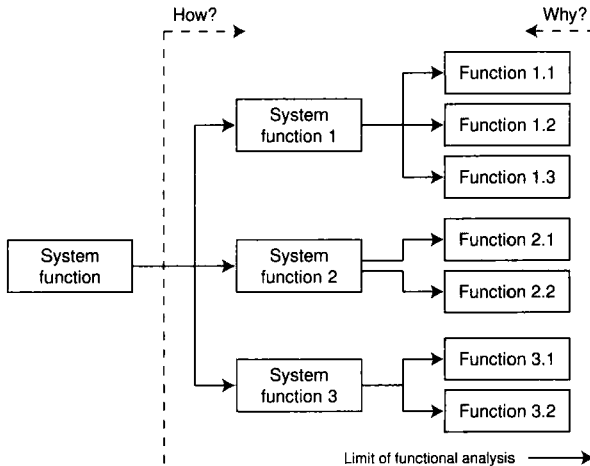 How?
Why?
System
function
System
function 1
System
function 2
System
function 3
Function 1.1
Function 1.2
Function 1.3
Function 2.1
Function 2.2
Function 3.1
Function 3.2
Limit of functional analysis